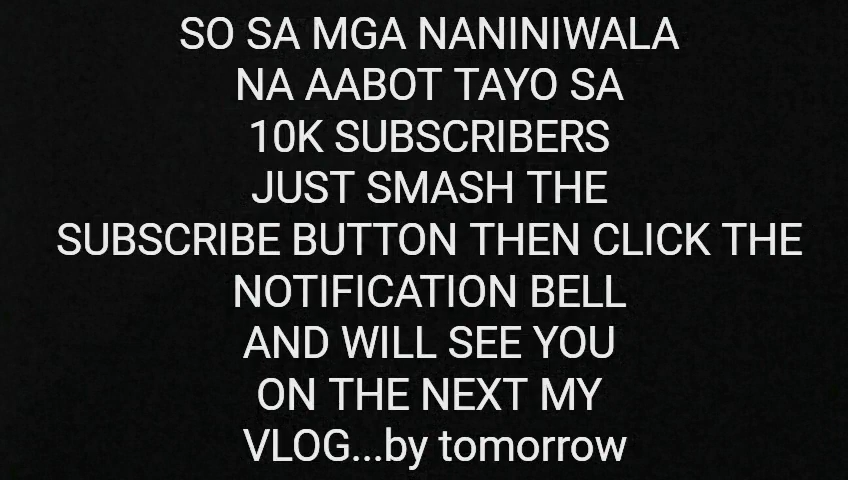 SO SA MGA NANINIWALA
NA AABOT TAYO SA
10K SUBSCRIBERS
JUST SMASH THE
SUBSCRIBE BUTTON THEN CLICK THE
NOTIFICATION BELL
AND WILL SEE YOU
ON THE NEXT MY
VLOG...by tomorrow